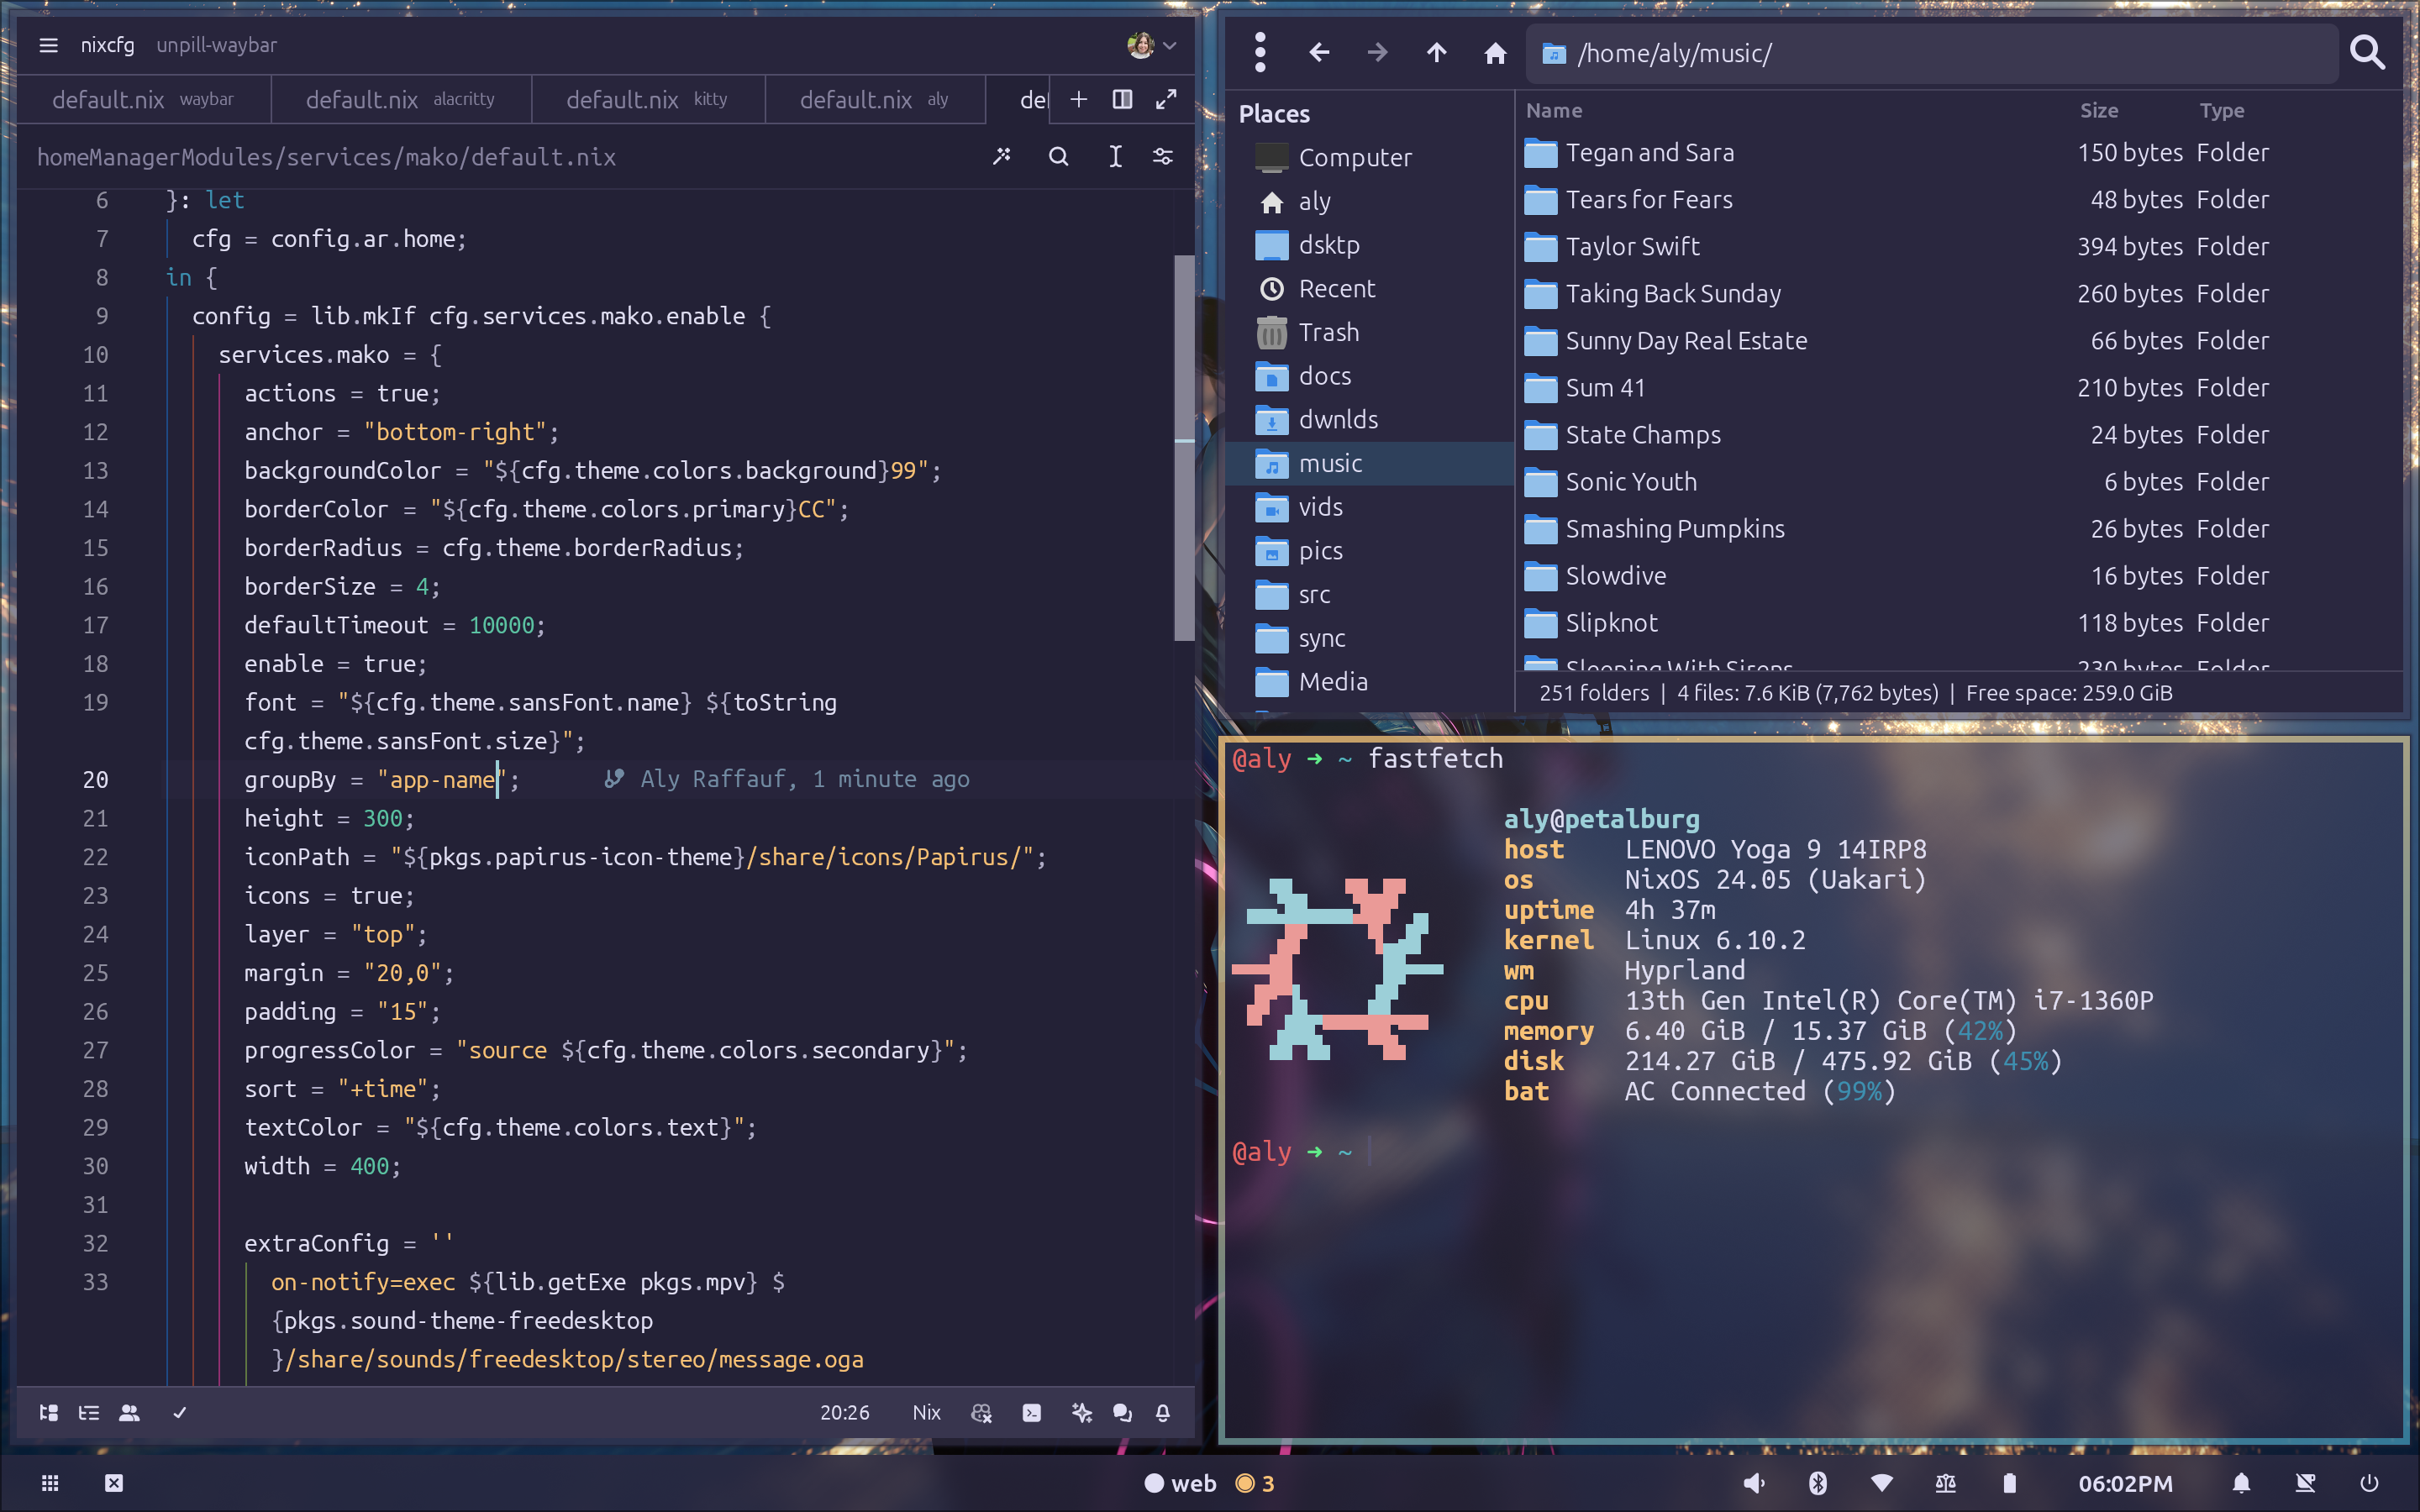 nixcfg unpill-waybar
default.nix waybar default.nix alacritty default.nix kitty default.nix aly
homeManagerModules/services/mako/default.nix
6 }: let
7 cfg = config.ar.home;
8 in {
9 config = lib.mkIf cfg.services.mako.enable {
10 services.mako = {
11 actions = true;
12 anchor = "bottom-right";
13 backgroundColor = "${cfg.theme.colors.background}99";
14 borderColor = "${cfg.theme.colors.primary}CC";
15 borderRadius = cfg.theme.borderRadius;
16 borderSize = 4;
17 defaultTimeout = 10000;
18 enable = true;
19 font = "${cfg.theme.sansFont.name} ${toString
cfg.theme.sansFont.size}";
20 groupBy = "app-name"; Aly Raffauf, 1 minute ago
21 height = 300;
22 iconPath = "${pkgs.papirus-icon-theme}/share/icons/Papirus/";
23 icons = true;
24 layer = "top";
25 margin = "20,0";
26 padding = "15";
27 progressColor = "source ${cfg.theme.colors.secondary}";
28 sort = "+time";
29 textColor = "${cfg.theme.colors.text}";
30 width = 400;
31
32 extraConfig = ''
33 on-notify=exec ${lib.getExe pkgs.mpv} $
{pkgs.sound-theme-freedesktop
}/share/sounds/freedesktop/stereo/message.oga
20:26 Nix
/home/aly/music/
Places
Computer
aly
dsktp
Recent
Trash
docs
dwnlds
music
vids
pics
src
sync
Media
Name Size Type
Tegan and Sara 150 bytes Folder
Tears for Fears 48 bytes Folder
Taylor Swift 394 bytes Folder
Taking Back Sunday 260 bytes Folder
Sunny Day Real Estate 66 bytes Folder
Sum 41 210 bytes Folder
State Champs 24 bytes Folder
Sonic Youth 6 bytes Folder
Smashing Pumpkins 26 bytes Folder
Slowdive 16 bytes Folder
Slipknot 118 bytes Folder
Sleeping With Sirens 230 bytes Folder
251 folders | 4 files: 7.6 KiB (7,762 bytes) | Free space: 259.0 GiB
@aly ➜ ~ fastfetch
aly@petalburg
host LENOVO Yoga 9 14IRP8
os NixOS 24.05 (Uakari)
uptime 4h 37m
kernel Linux 6.10.2
wm Hyprland
cpu 13th Gen Intel(R) Core(TM) i7-1360P
memory 6.40 GiB / 15.37 GiB (42%)
disk 214.27 GiB / 475.92 GiB (45%)
bat AC Connected (99%)
@aly ➜ ~
web 3 06:02PM